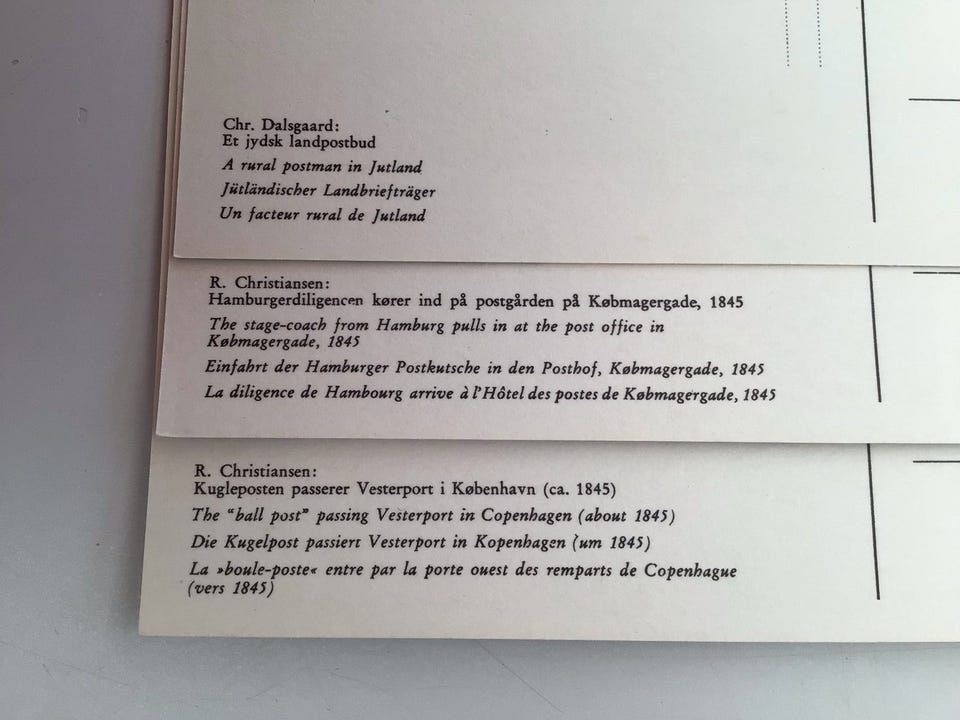 Chr. Dalsgaard:
Et jydsk landpostbud
A rural postman in Jutland
Jütländischer Landbriefträger
Un facteur rural de Jutland
R. Christiansen:
Hamburgerdiligencen kører ind på postgården på Købmagergade, 1845
The stage-coach from Hamburg pulls in at the post office in
Købmagergade, 1845
Einfahrt der Hamburger Postkutsche in den Posthof, Købmagergade, 1845
La diligence de Hambourg arrive à l'Hôtel des postes de Købmagergade, 1845
R. Christiansen:
Kugleposten passerer Vesterport i København (ca. 1845)
The “ball post” passing Vesterport in Copenhagen (about 1845)
Die Kugelpost passiert Vesterport in Kopenhagen (um 1845)
La »boule-poste« entre par la porte ouest des remparts de Copenhague
(vers 1845)